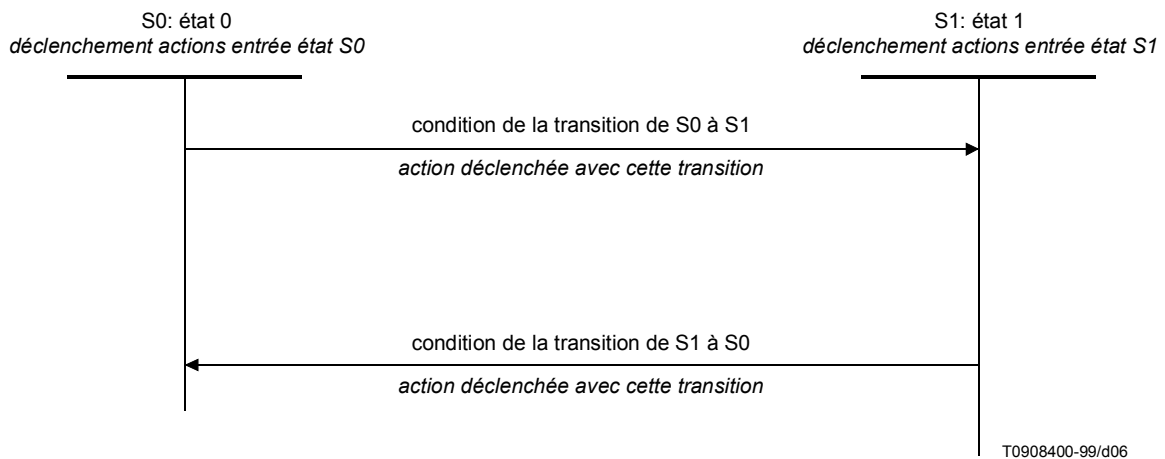 S0: état 0
déclenchement actions entrée état S0
S1: état 1
déclenchement actions entrée état S1
condition de la transition de S0 à S1
action déclenchée avec cette transition
condition de la transition de S1 à S0
action déclenchée avec cette transition
T0908400-99/d06